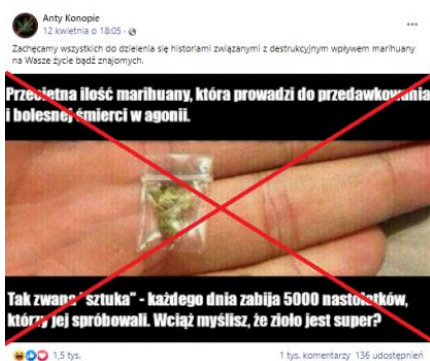 Anty Konopie
12 kwietnia o 18:05 ·
Zachęcamy wszystkich do dzielenia się historiami związanymi z destrukcyjnym wpływem marihuany
na Wasze życie bądź znajomych.
Przeciętna ilość marihuany, która prowadzi do przedawkowania
i bolesnej śmierci w agonii.
Tak zwana "sztuka" - każdego dnia zabija 5000 nastolatków,
którzy jej spróbowali. Wciąż myślisz, że zioło jest super?
1,5 tys.
1 tys. komentarzy 136 udostępnień